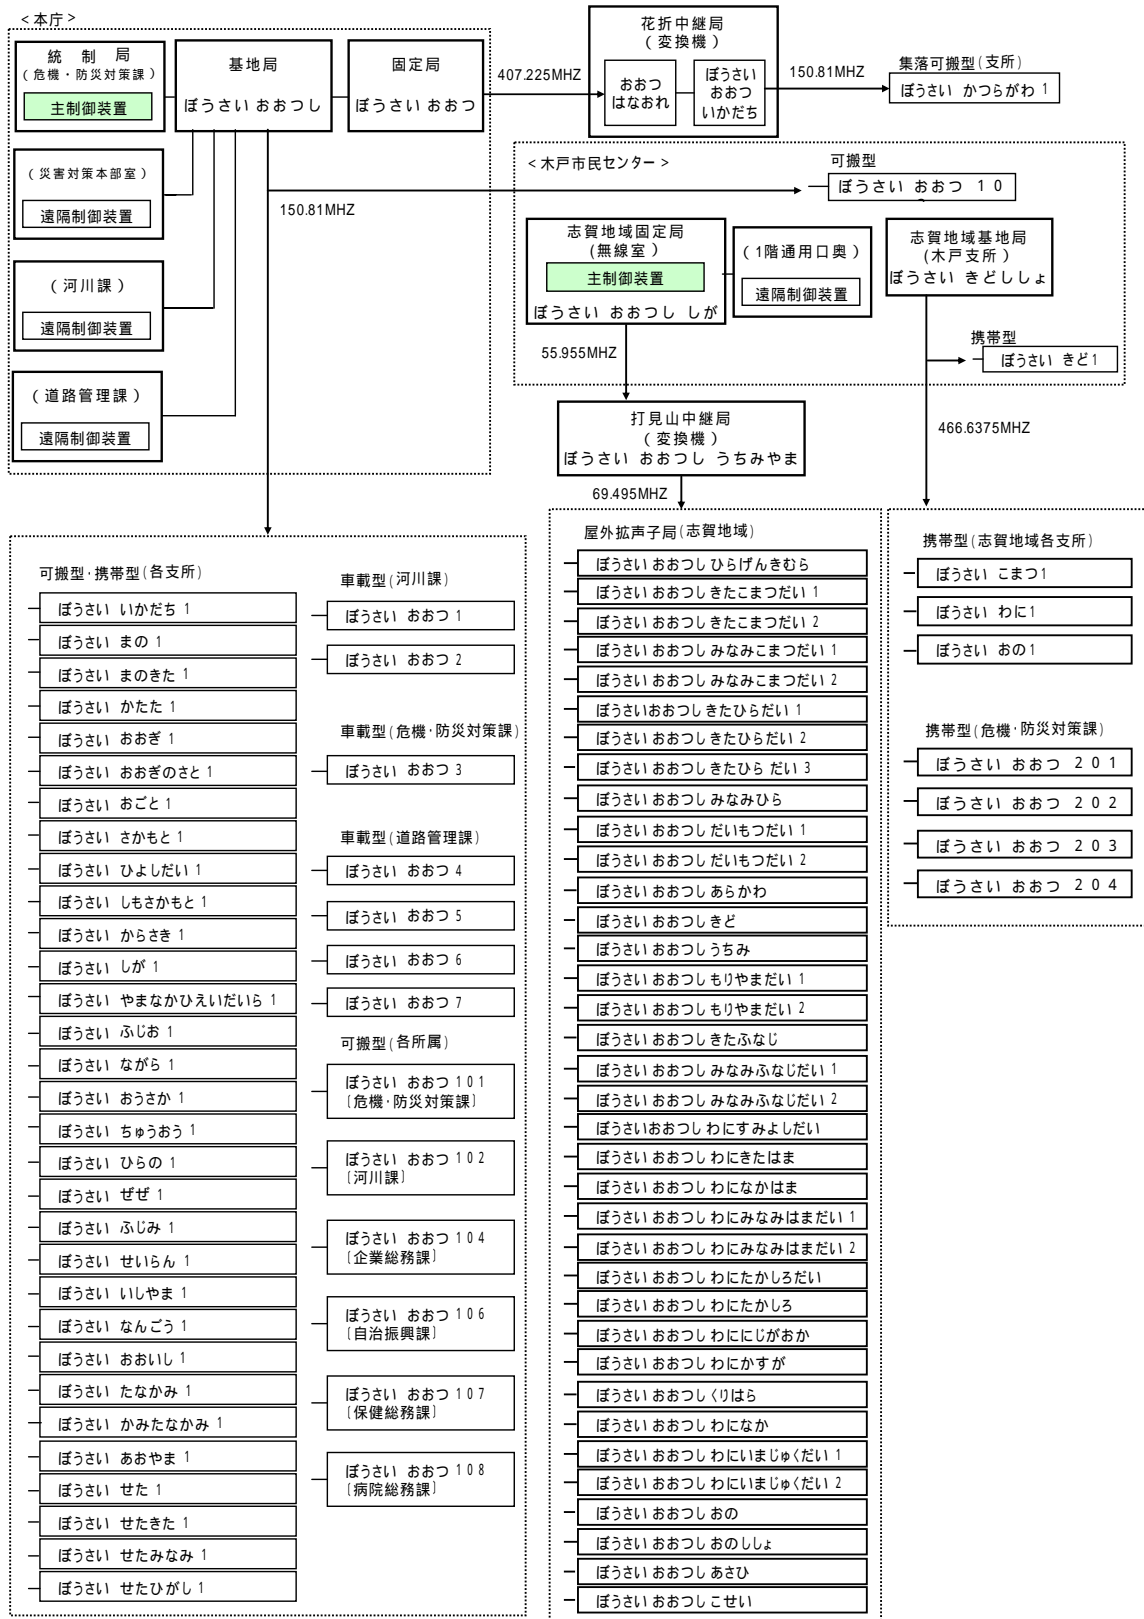 ＜本庁＞
統 制 局
(危機・防災対策課)
主制御装置
基地局
ぼうさい おおつし
固定局
ぼうさい おおつ
407.225MHZ
花折中継局
(変換機)
おおつ
はなおれ
ぼうさい
おおつ
いかだち
150.81MHZ
集落可搬型(支所)
ぼうさい かつらがわ 1
(災害対策本部室)
遠隔制御装置
(河川課)
遠隔制御装置
(道路管理課)
遠隔制御装置
150.81MHZ
＜木戸市民センター＞
可搬型
ぼうさい おおつ 10
志賀地域固定局
(無線室)
主制御装置
ぼうさい おおつし しが
(1階通用口奥)
遠隔制御装置
志賀地域基地局
(木戸支所)
ぼうさい きどししょ
55.955MHZ
携帯型
ぼうさい きど1
打見山中継局
(変換機)
ぼうさい おおつし うちみやま
466.6375MHZ
69.495MHZ
可搬型・携帯型(各支所)
ぼうさい いかだち 1
ぼうさい まの 1
ぼうさい まのきた 1
ぼうさい かたた 1
ぼうさい おおぎ 1
ぼうさい おおぎのさと 1
ぼうさい おごと 1
ぼうさい さかもと 1
ぼうさい ひよしだい 1
ぼうさい しもさかもと 1
ぼうさい からさき 1
ぼうさい しが 1
ぼうさい やまなかひえいだいら 1
ぼうさい ふじお 1
ぼうさい ながら 1
ぼうさい おうさか 1
ぼうさい ちゅうおう 1
ぼうさい ひらの 1
ぼうさい ぜぜ 1
ぼうさい ふじみ 1
ぼうさい せいらん 1
ぼうさい いしやま 1
ぼうさい なんごう 1
ぼうさい おおいし 1
ぼうさい たなかみ 1
ぼうさい かみたなかみ 1
ぼうさい あおやま 1
ぼうさい せた 1
ぼうさい せたきた 1
ぼうさい せたみなみ 1
ぼうさい せたひがし 1
車載型(河川課)
ぼうさい おおつ 1
ぼうさい おおつ 2
車載型(危機・防災対策課)
ぼうさい おおつ 3
車載型(道路管理課)
ぼうさい おおつ 4
ぼうさい おおつ 5
ぼうさい おおつ 6
ぼうさい おおつ 7
可搬型(各所属)
ぼうさい おおつ 101
〔危機・防災対策課〕
ぼうさい おおつ 102
〔河川課〕
ぼうさい おおつ 104
〔企業総務課〕
ぼうさい おおつ 106
〔自治振興課〕
ぼうさい おおつ 107
〔保健総務課〕
ぼうさい おおつ 108
〔病院総務課〕
屋外拡声子局(志賀地域)
ぼうさい おおつし ひらげんきむら
ぼうさい おおつし きたこまつだい 1
ぼうさい おおつし きたこまつだい 2
ぼうさい おおつし みなみこまつだい 1
ぼうさい おおつし みなみこまつだい 2
ぼうさいおおつし きたひらだい 1
ぼうさい おおつし きたひらだい 2
ぼうさい おおつし きたひら だい 3
ぼうさい おおつし みなみひら
ぼうさい おおつし だいもつだい 1
ぼうさい おおつし だいもつだい 2
ぼうさい おおつし あらかわ
ぼうさい おおつし きど
ぼうさい おおつし うちみ
ぼうさい おおつし もりやまだい 1
ぼうさい おおつし もりやまだい 2
ぼうさい おおつし きたふなじ
ぼうさい おおつし みなみふなじだい 1
ぼうさい おおつし みなみふなじだい 2
ぼうさいおおつし わにすみよしだい
ぼうさい おおつし わにきたはま
ぼうさい おおつし わになかはま
ぼうさい おおつし わにみなみはまだい 1
ぼうさい おおつし わにみなみはまだい 2
ぼうさい おおつし わにたかしろだい
ぼうさい おおつし わにたかしろ
ぼうさい おおつし わににじがおか
ぼうさい おおつし わにかすが
ぼうさい おおつし くりはら
ぼうさい おおつし わになか
ぼうさい おおつし わにいまじゅくだい 1
ぼうさい おおつし わにいまじゅくだい 2
ぼうさい おおつし おの
ぼうさい おおつし おのししょ
ぼうさい おおつし あさひ
ぼうさい おおつし こせい
携帯型(志賀地域各支所)
ぼうさい こまつ1
ぼうさい わに1
ぼうさい おの1
携帯型(危機・防災対策課)
ぼうさい おおつ 201
ぼうさい おおつ 202
ぼうさい おおつ 203
ぼうさい おおつ 204